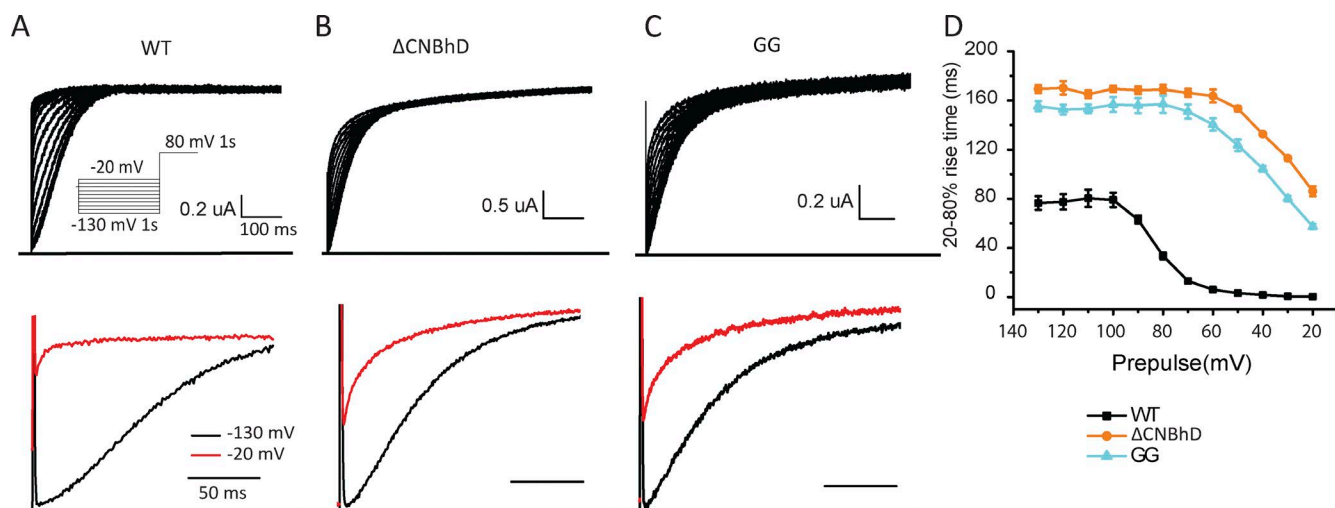 A
WT
80 mV 1s
-20 mV
-130 mV 1s
0.2 uA
100 ms
-130 mV
-20 mV
50 ms
B
ΔCNBhD
0.5 uA
C
GG
0.2 uA
D
20-80% rise time (ms)
200
160
120
80
40
0
140 120 100 80 60 40 20
Prepulse(mV)
WT
ΔCNBhD
GG